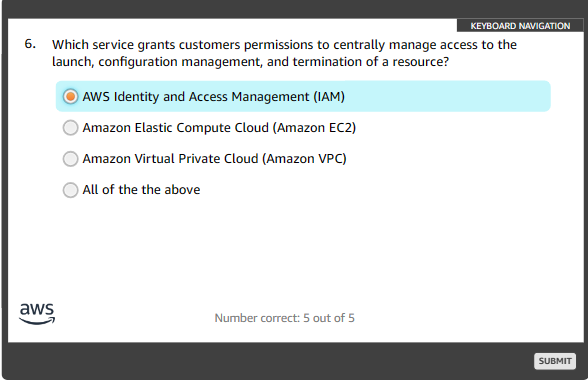 KEYBOARD NAVIGATION
6. Which service grants customers permissions to centrally manage access to the
launch, configuration management, and termination of a resource?
AWS Identity and Access Management (IAM)
Amazon Elastic Compute Cloud (Amazon EC2)
Amazon Virtual Private Cloud (Amazon VPC)
All of the the above
aws
Number correct: 5 out of 5
SUBMIT